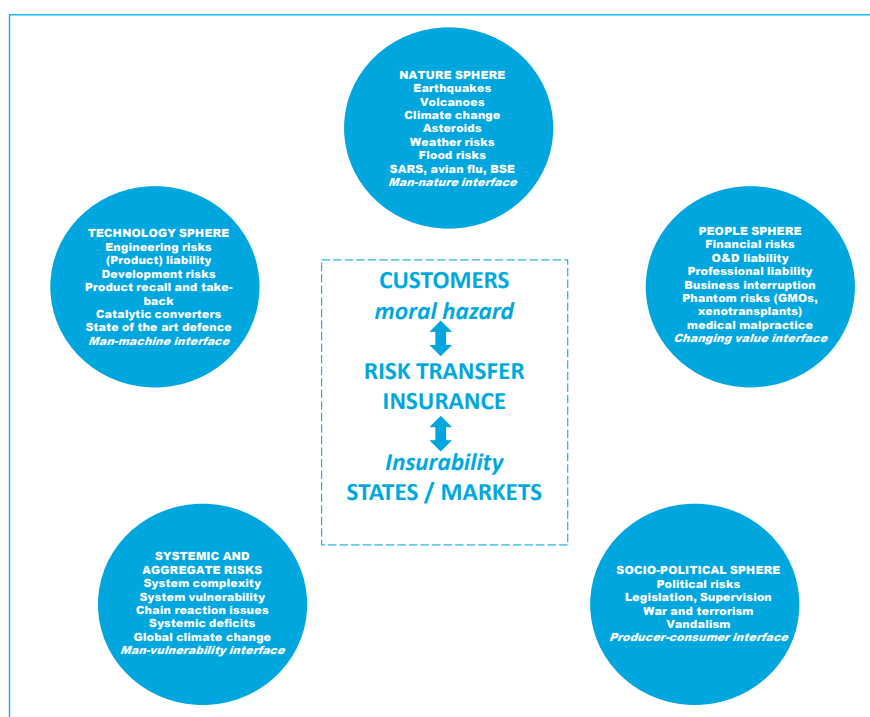 NATURE SPHERE
Earthquakes
Volcanoes
Climate change
Asteroids
Weather risks
Flood risks
SARS, avian flu, BSE
Man-nature interface
TECHNOLOGY SPHERE
Engineering risks
(Product) liability
Development risks
Product recall and take-
back
Catalytic converters
State of the art defence
Man-machine interface
PEOPLE SPHERE
Financial risks
O&D liability
Professional liability
Business interruption
Phantom risks (GMOs,
xenotransplants)
medical malpractice
Changing value interface
CUSTOMERS
moral hazard
RISK TRANSFER
INSURANCE
Insurability
STATES / MARKETS
SYSTEMIC AND
AGGREGATE RISKS
System complexity
System vulnerability
Chain reaction issues
Systemic deficits
Global climate change
Man-vulnerability interface
SOCIO-POLITICAL SPHERE
Political risks
Legislation, Supervision
War and terrorism
Vandalism
Producer-consumer interface